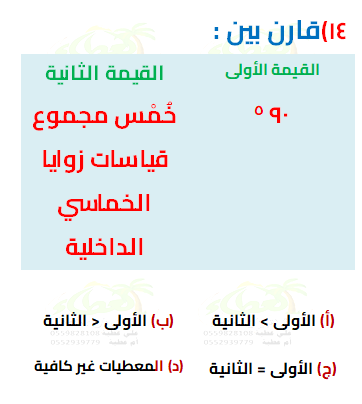 ١٤)قارن بين :
القيمة الأولى
القيمة الثانية
٩٠ °
خُمْس مجموع
قياسات زوايا
الخماسي
الداخلية
(أ) الأولى > الثانية
(ب) الأولى < الثانية
(ج) الأولى = الثانية
(د) المعطيات غير كافية